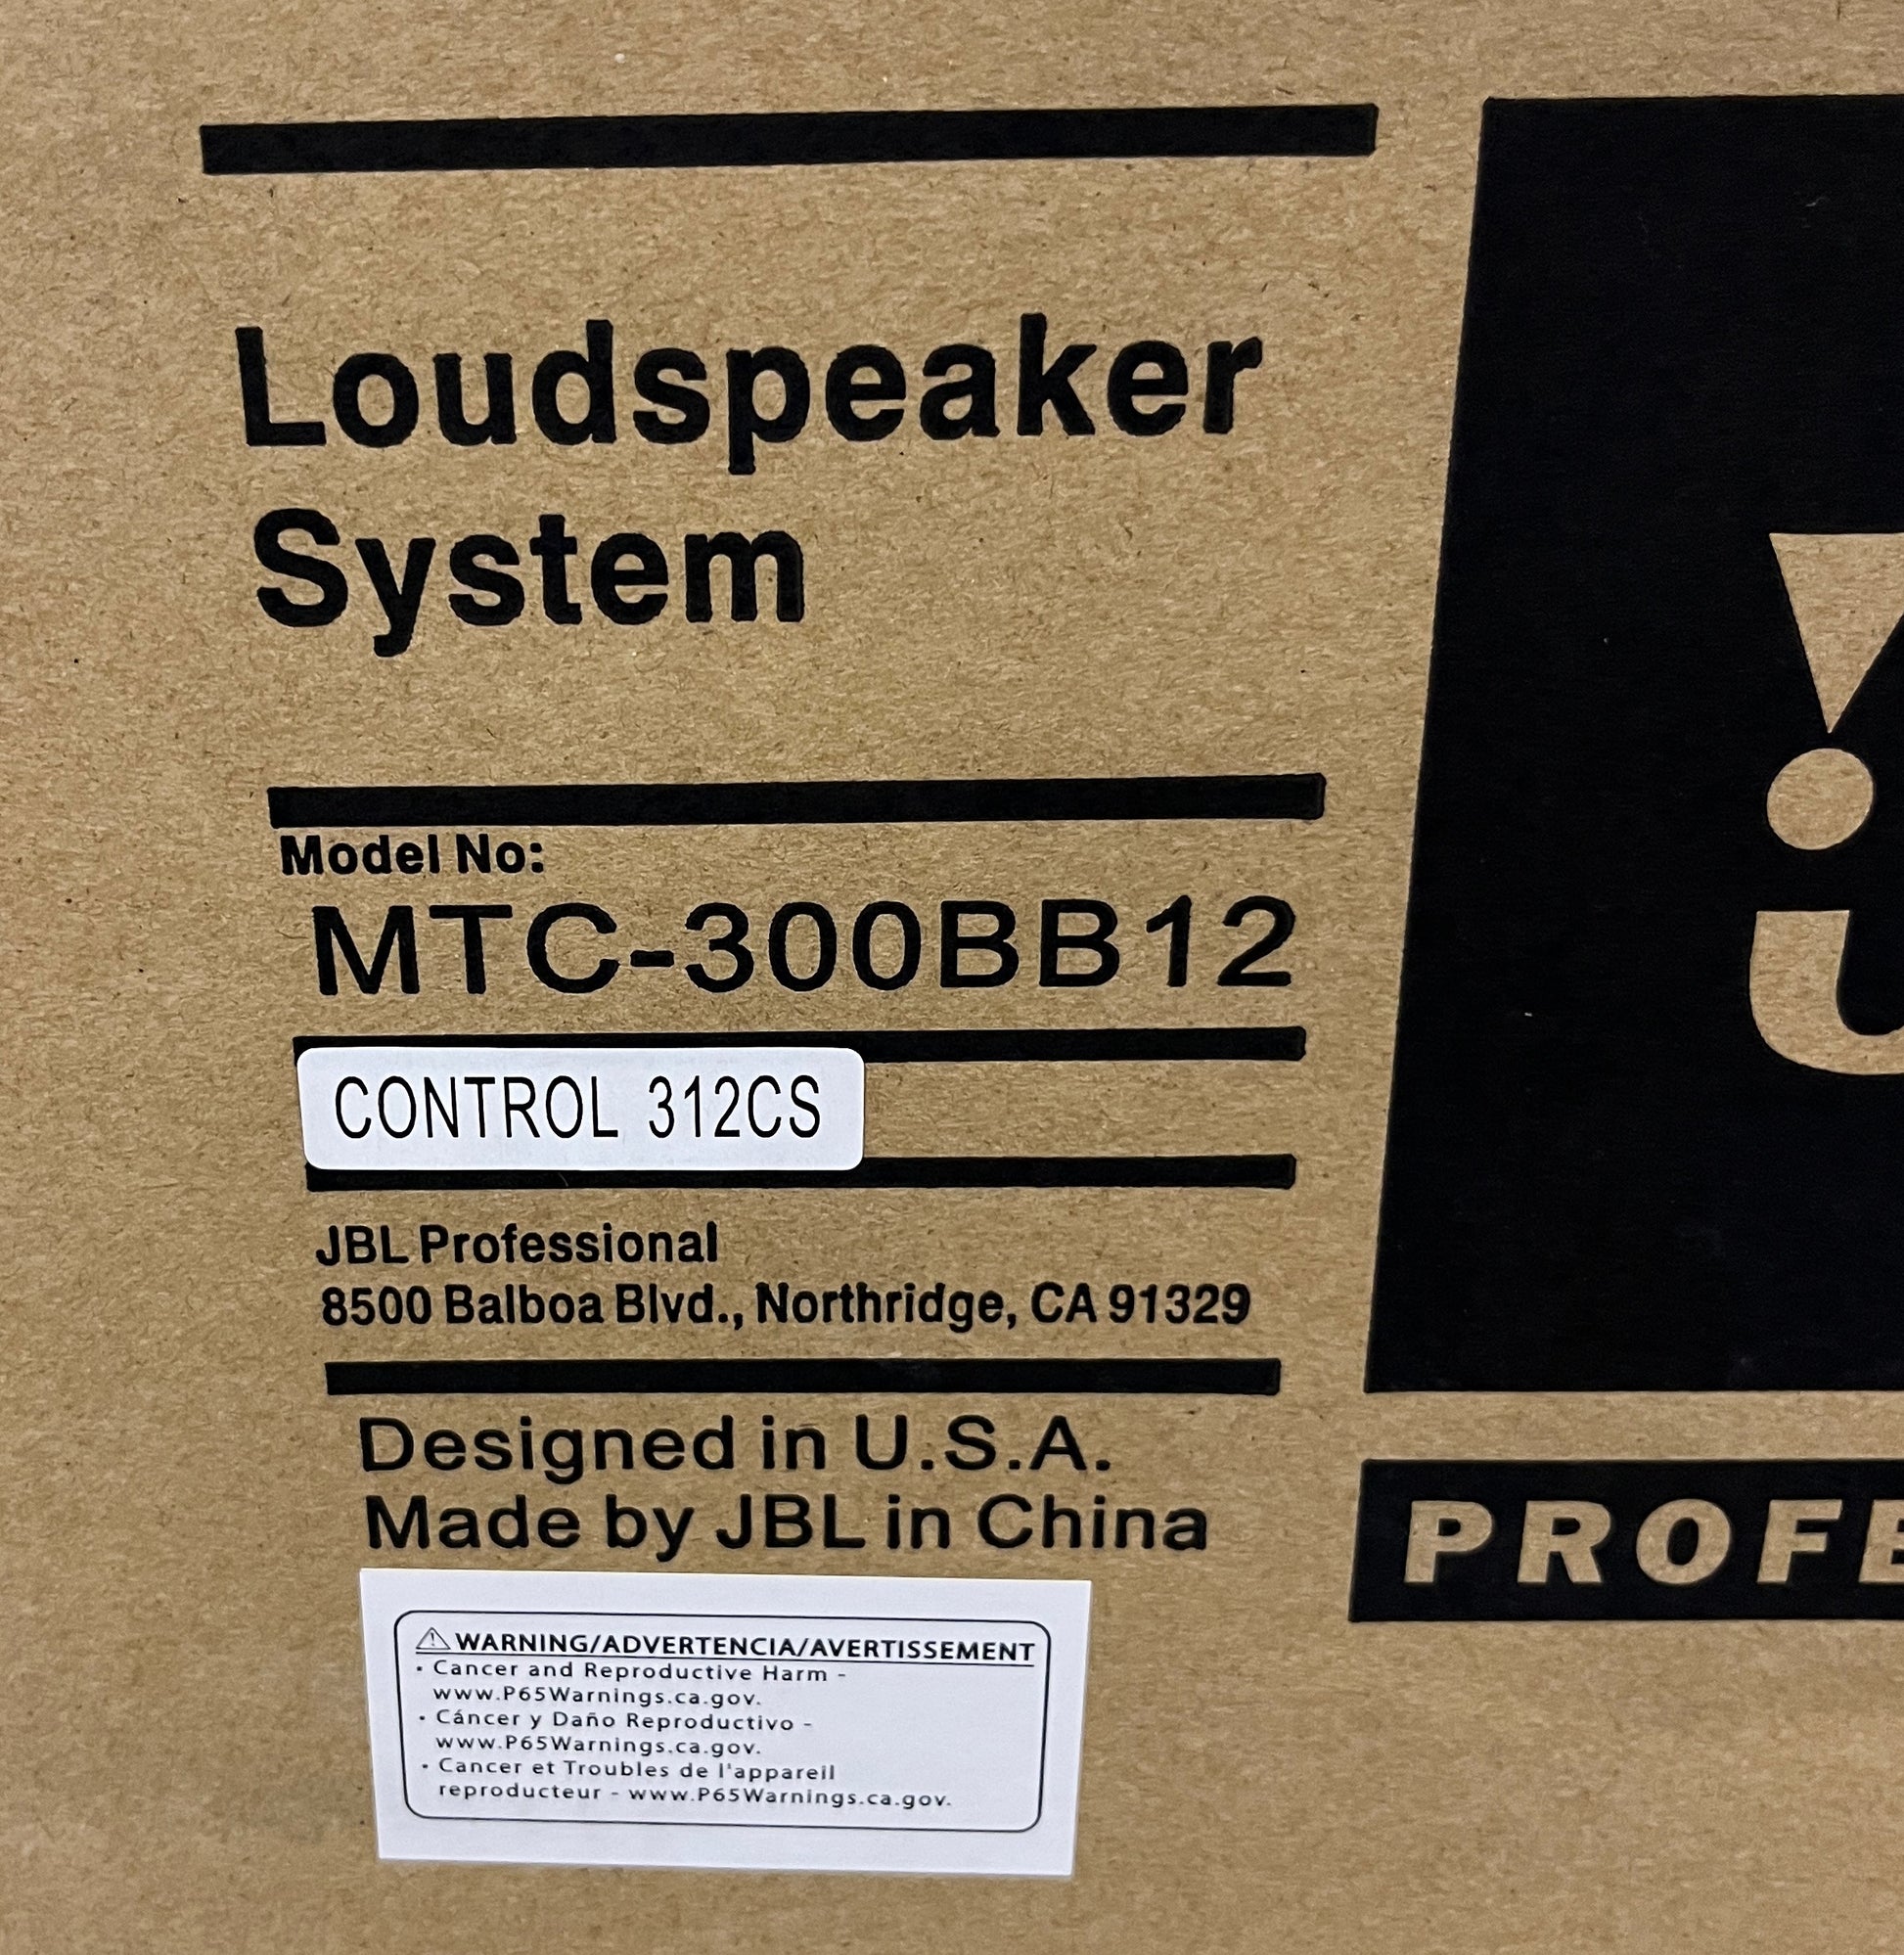 Loudspeaker
System
Model No:
MTC-300BB12
CONTROL 312CS
JBL Professional
8500 Balboa Blvd., Northridge, CA 91329
Designed in U.S.A.
Made by JBL in China
WARNING/ADVERTENCIA/AVERTISSEMENT
• Cancer and Reproductive Harm -
www.P65Warnings.ca.gov.
• Cáncer y Daño Reproductivo -
www.P65Warnings.ca.gov.
• Cancer et Troubles de l'appareil
reproducteur - www.P65Warnings.ca.gov.
J
PROFE